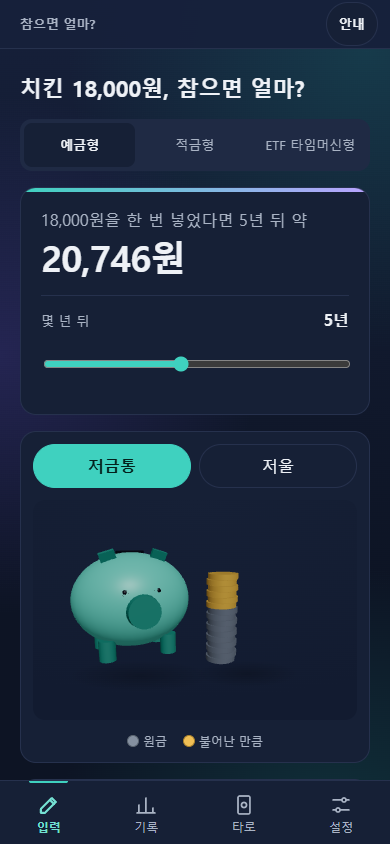 참으면 얼마?
안내
치킨 18,000원, 참으면 얼마?
예금형
적금형
ETF 타임머신형
18,000원을 한 번 넣었다면 5년 뒤 약
20,746원
몇 년 뒤
5년
저금통
저울
원금
불어난 만큼
입력
기록
타로
설정